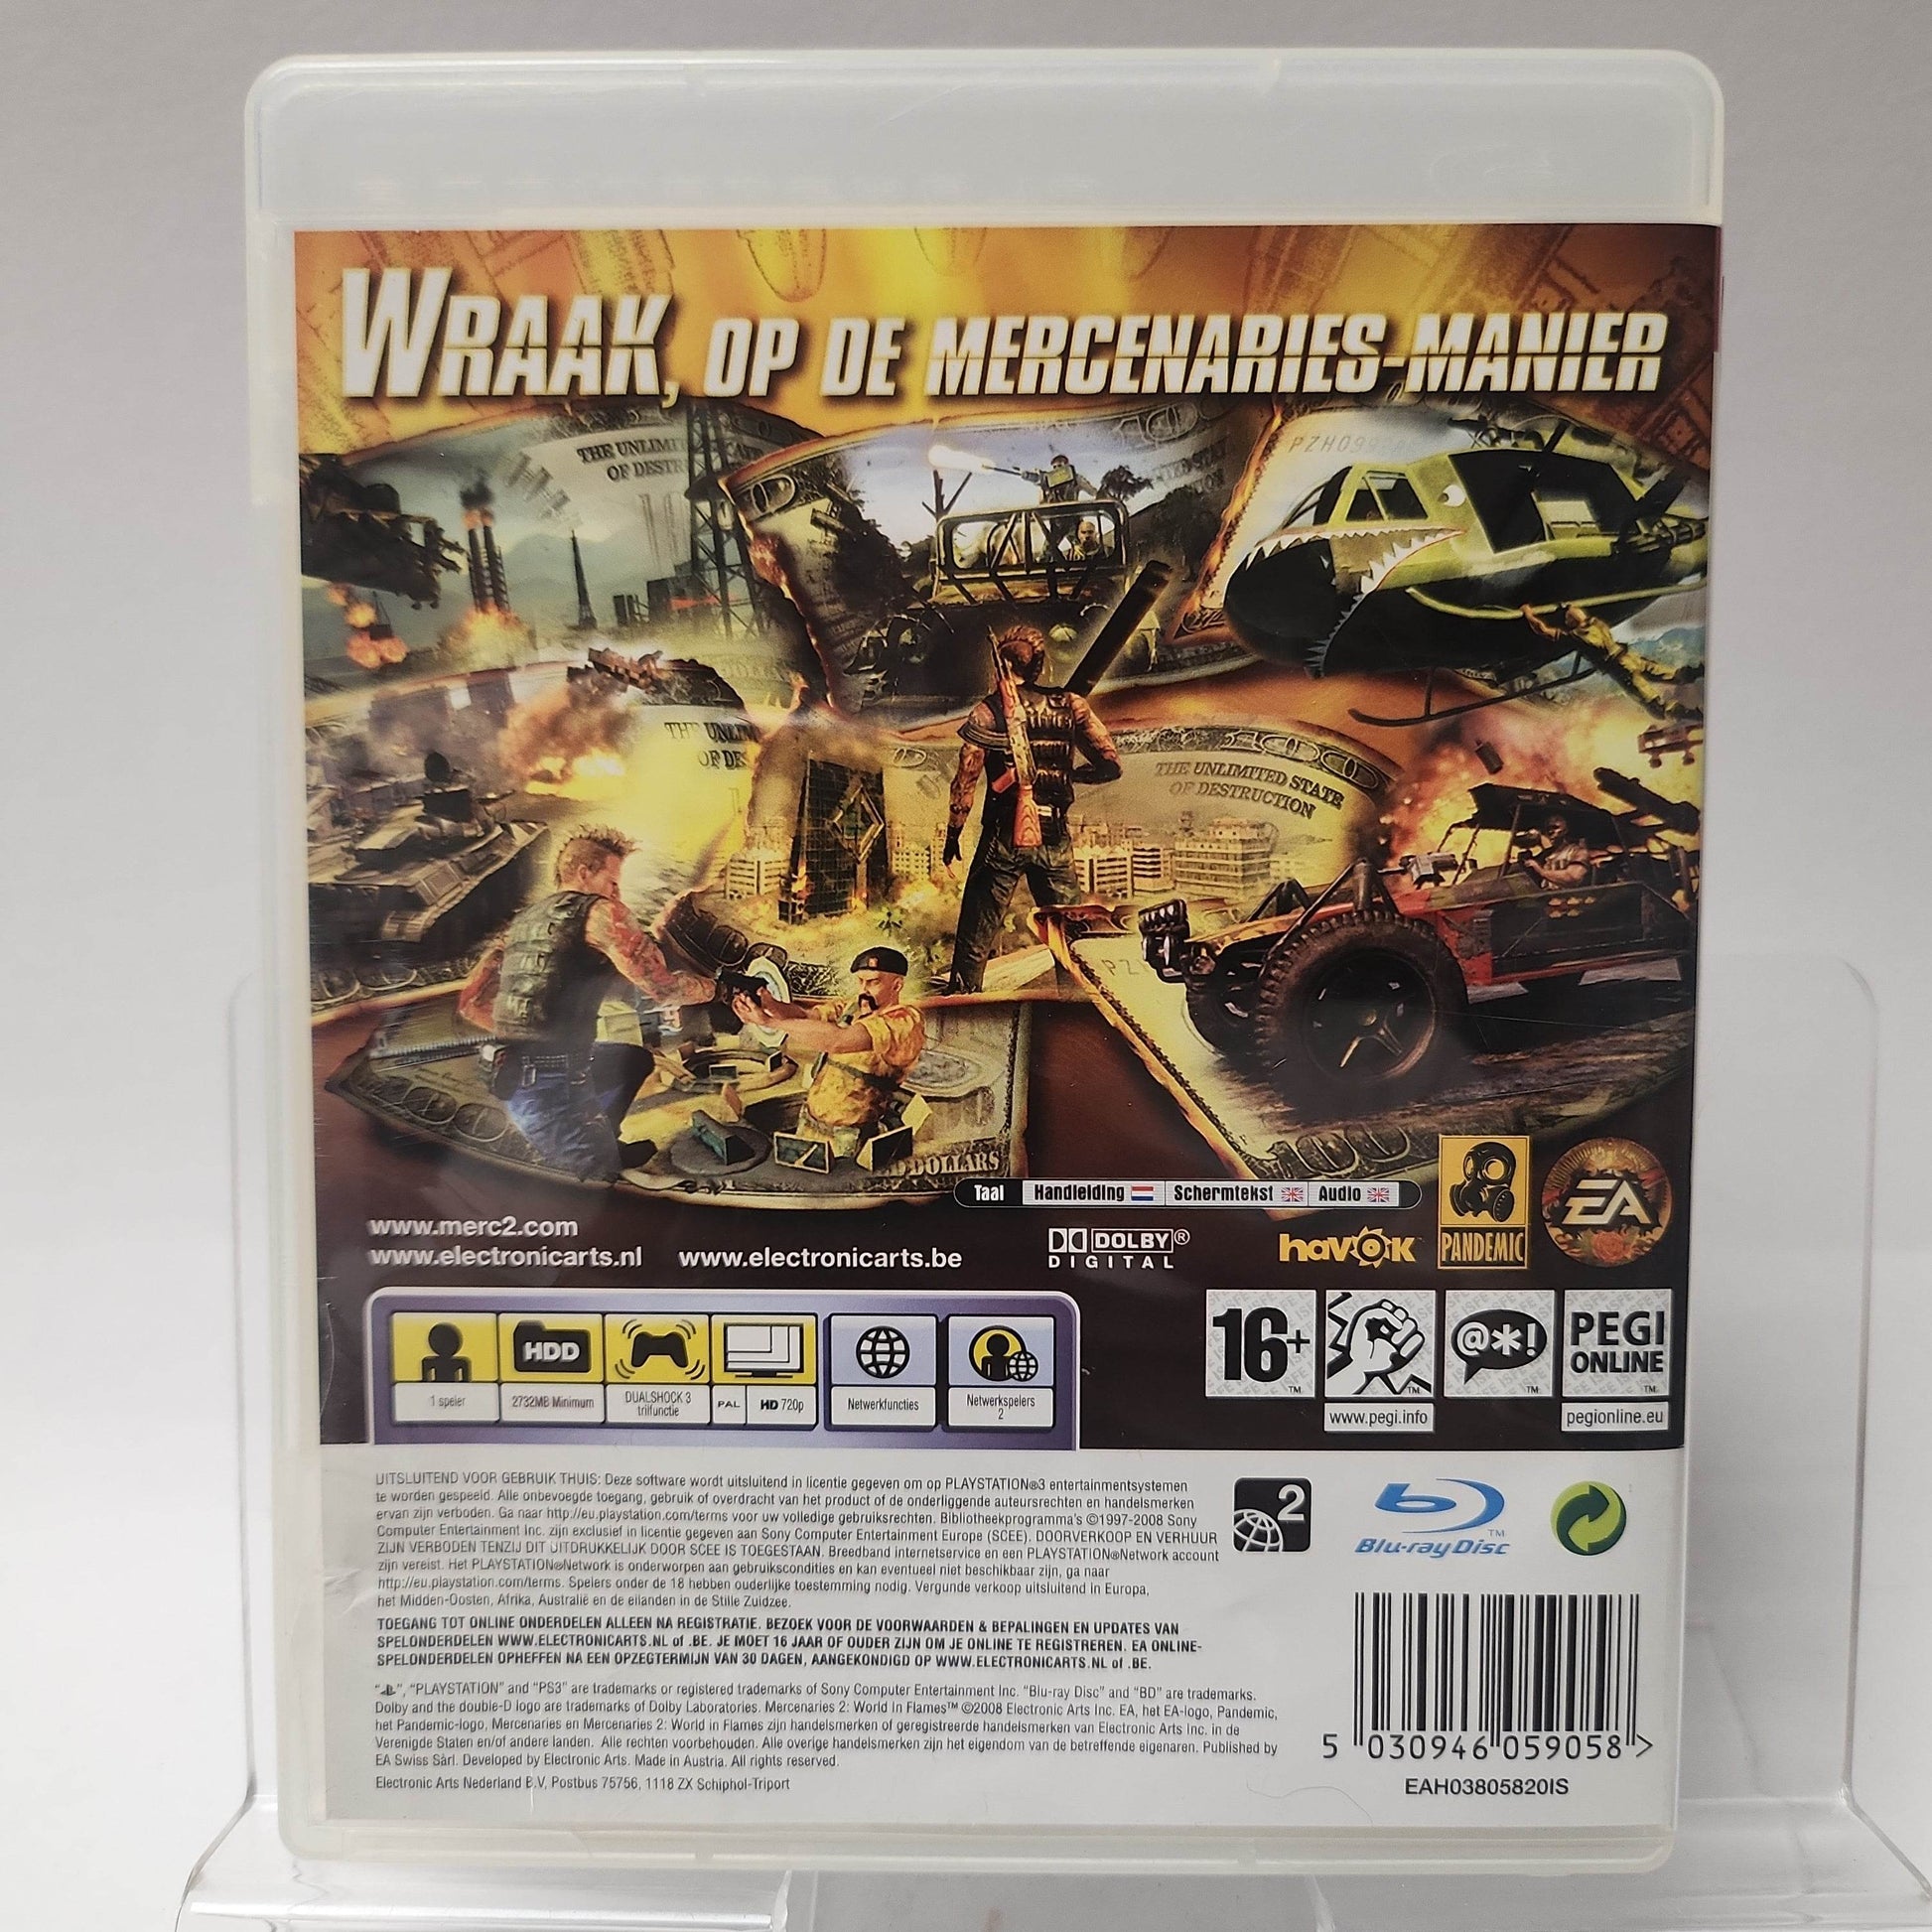 WRAAK, OP DE MERCENARIES-MANIER
THE UNLIMI
OF DESTR
PZH09
THE UNLIM
OF DES
THE UNLIMITED STATE
OF DESTRUCTION
PZ
100
DOLLARS
Taal Handleiding Schermtekst Audio
www.merc2.com
www.electronicarts.nl www.electronicarts.be
DOLBY®
DIGITAL
havok
PANDEMIC
EA
HDD
1 speler
2732MB Minimum
DUALSHOCK 3
trilfunctie
PAL
HD 720p
Netwerkfuncties
Netwerkspelers
2
16+
TM
@*!
PEGI
ONLINE
www.pegi.info
pegionline.eu
UITSLUITEND VOOR GEBRUIK THUIS: Deze software wordt uitsluitend in licentie gegeven om op PLAYSTATION®3 entertainmentsystemen
te worden gespeeld. Alle onbevoegde toegang, gebruik of overdracht van het product of de onderliggende auteursrechten en handelsmerken
ervan zijn verboden. Ga naar http://eu.playstation.com/terms voor uw volledige gebruiksrechten. Bibliotheekprogramma's ©1997-2008 Sony
Computer Entertainment Inc. zijn exclusief in licentie gegeven aan Sony Computer Entertainment Europe (SCEE). DOORVERKOOP EN VERHUUR
ZIJN VERBODEN TENZIJ DIT UITDRUKKELIJK DOOR SCEE IS TOEGESTAAN. Breedband internetservice en een PLAYSTATION®Network account
zijn vereist. Het PLAYSTATION®Network is onderworpen aan gebruikscondities en kan eventueel niet beschikbaar zijn, ga naar
http://eu.playstation.com/terms. Spelers onder de 18 hebben ouderlijke toestemming nodig. Vergunde verkoop uitsluitend in Europa,
het Midden-Oosten, Afrika, Australië en de eilanden in de Stille Zuidzee.
TOEGANG TOT ONLINE ONDERDELEN ALLEEN NA REGISTRATIE. BEZOEK VOOR DE VOORWAARDEN & BEPALINGEN EN UPDATES VAN
SPELONDERDELEN WWW.ELECTRONICARTS.NL of .BE. JE MOET 16 JAAR OF OUDER ZIJN OM JE ONLINE TE REGISTREREN. EA ONLINE-
SPELONDERDELEN OPHEFFEN NA EEN OPZEGTERMIJN VAN 30 DAGEN, AANGEKONDIGD OP WWW.ELECTRONICARTS.NL of .BE.
"", "PLAYSTATION" and "PS3" are trademarks or registered trademarks of Sony Computer Entertainment Inc. "Blu-ray Disc" and "BD" are trademarks.
Dolby and the double-D logo are trademarks of Dolby Laboratories. Mercenaries 2: World In Flames™ ©2008 Electronic Arts Inc. EA, het EA-logo, Pandemic,
het Pandemic-logo, Mercenaries en Mercenaries 2: World in Flames zijn handelsmerken of geregistreerde handelsmerken van Electronic Arts Inc. in de
Verenigde Staten en/of andere landen. Alle rechten voorbehouden. Alle overige handelsmerken zijn het eigendom van de betreffende eigenaren. Published by
EA Swiss Sàrl. Developed by Electronic Arts. Made in Austria. All rights reserved.
Electronic Arts Nederland B.V, Postbus 75756, 1118 ZX Schiphol-Triport
2
Blu-ray Disc
TM
5 030946 059058 >
EAH03805820IS